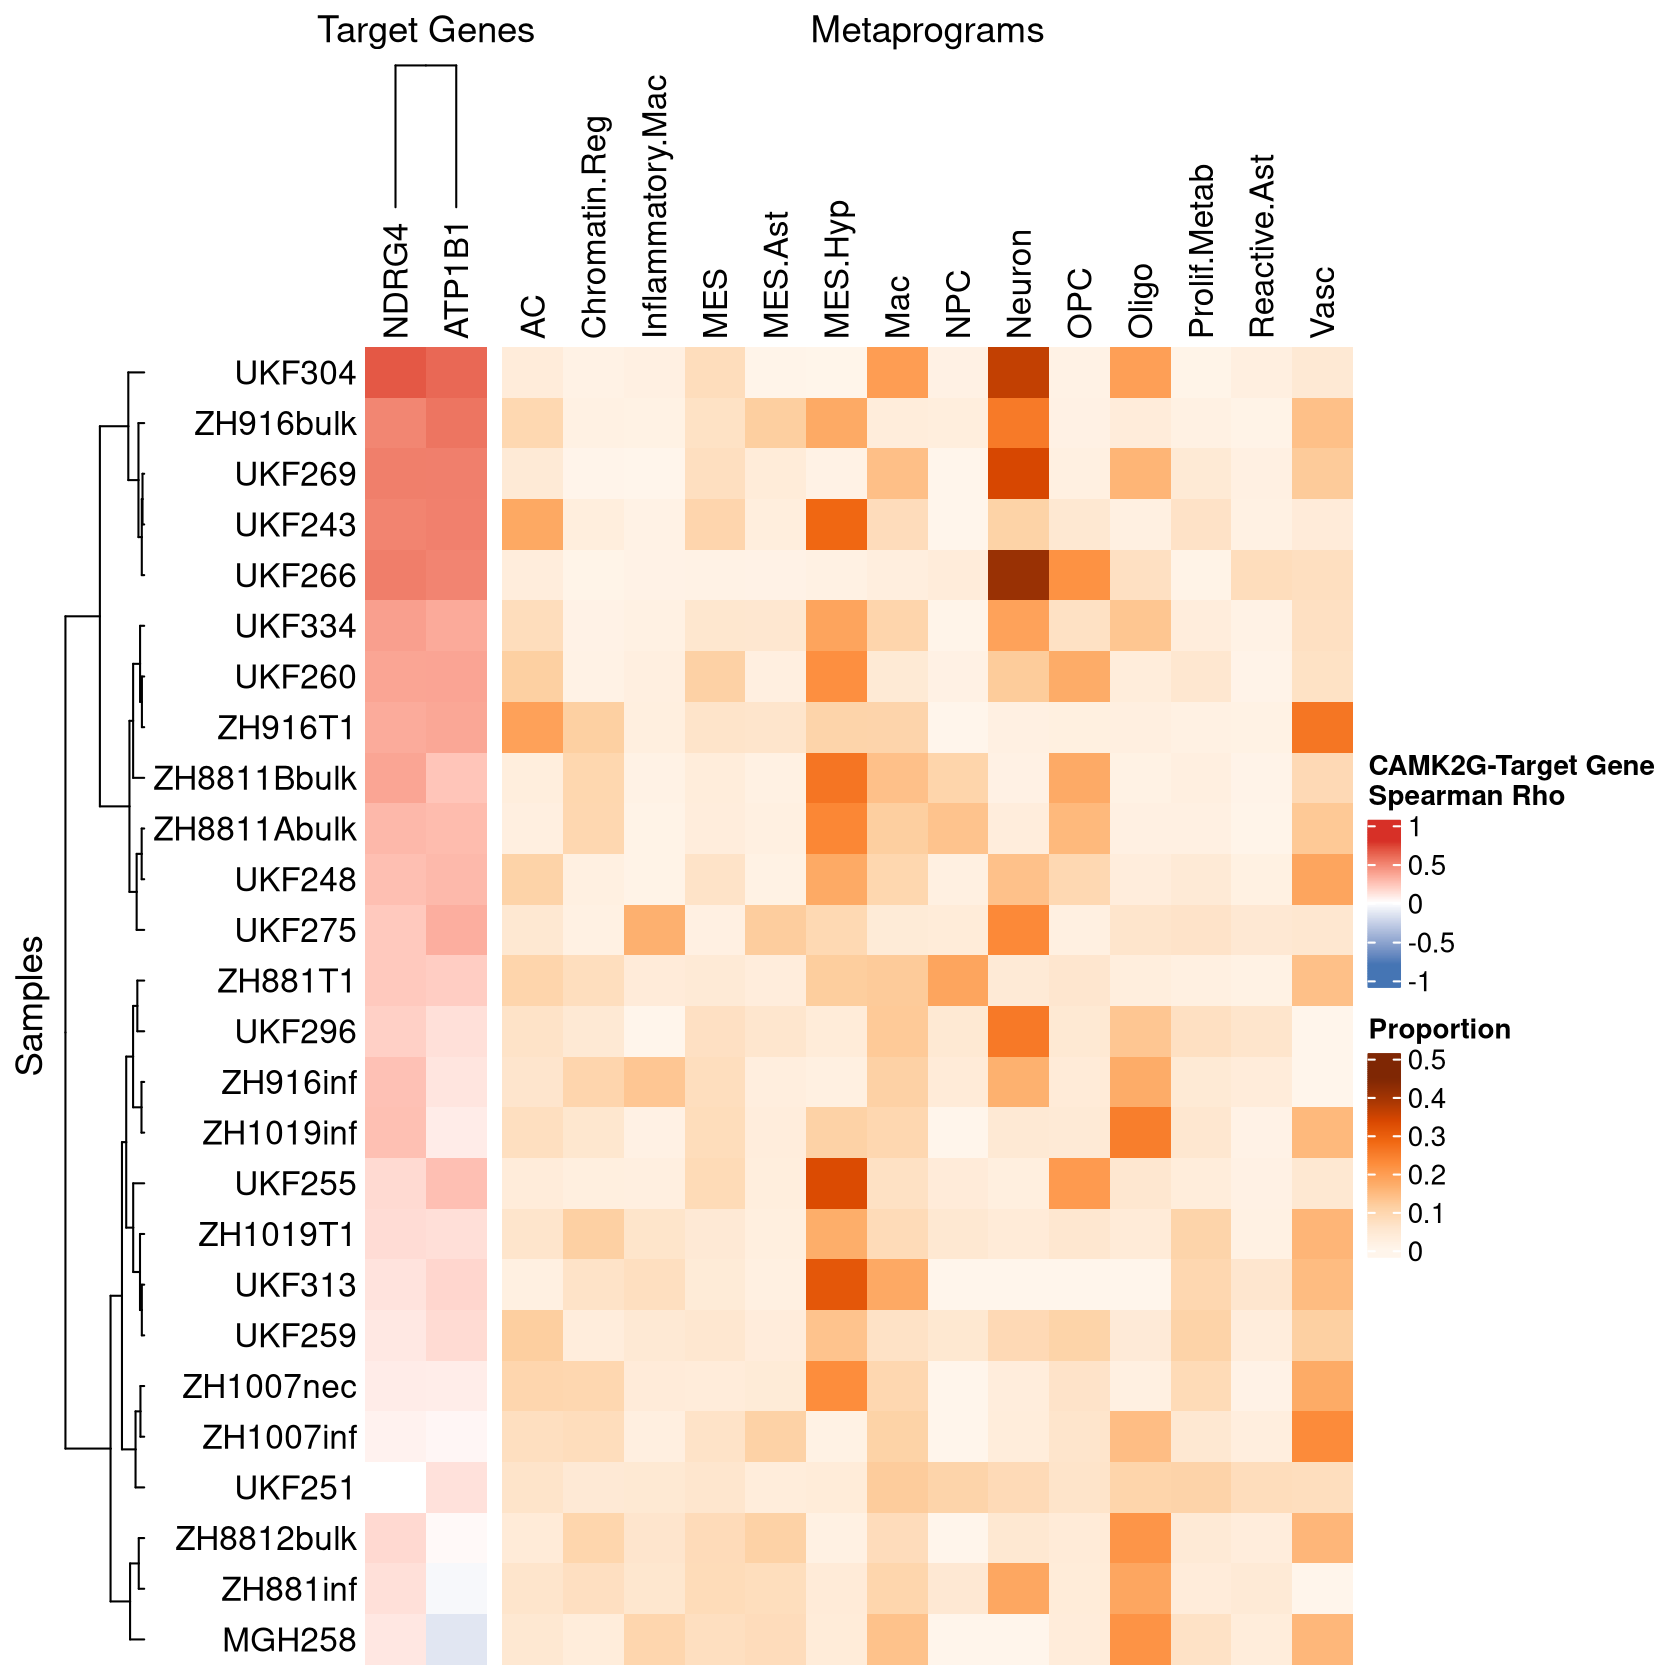 Target Genes
Metaprograms
NDRG4
ATP1B1
AC
Chromatin.Reg
Inflammatory.Mac
MES
MES.Ast
MES.Hyp
Mac
NPC
Neuron
OPC
Oligo
Prolif.Metab
Reactive.Ast
Vasc
Samples
UKF304
ZH916bulk
UKF269
UKF243
UKF266
UKF334
UKF260
ZH916T1
ZH8811Bbulk
ZH8811Abulk
UKF248
UKF275
ZH881T1
UKF296
ZH916inf
ZH1019inf
UKF255
ZH1019T1
UKF313
UKF259
ZH1007nec
ZH1007inf
UKF251
ZH8812bulk
ZH881inf
MGH258
CAMK2G-Target Gene
Spearman Rho
1
0.5
0
-0.5
-1
Proportion
0.5
0.4
0.3
0.2
0.1
0